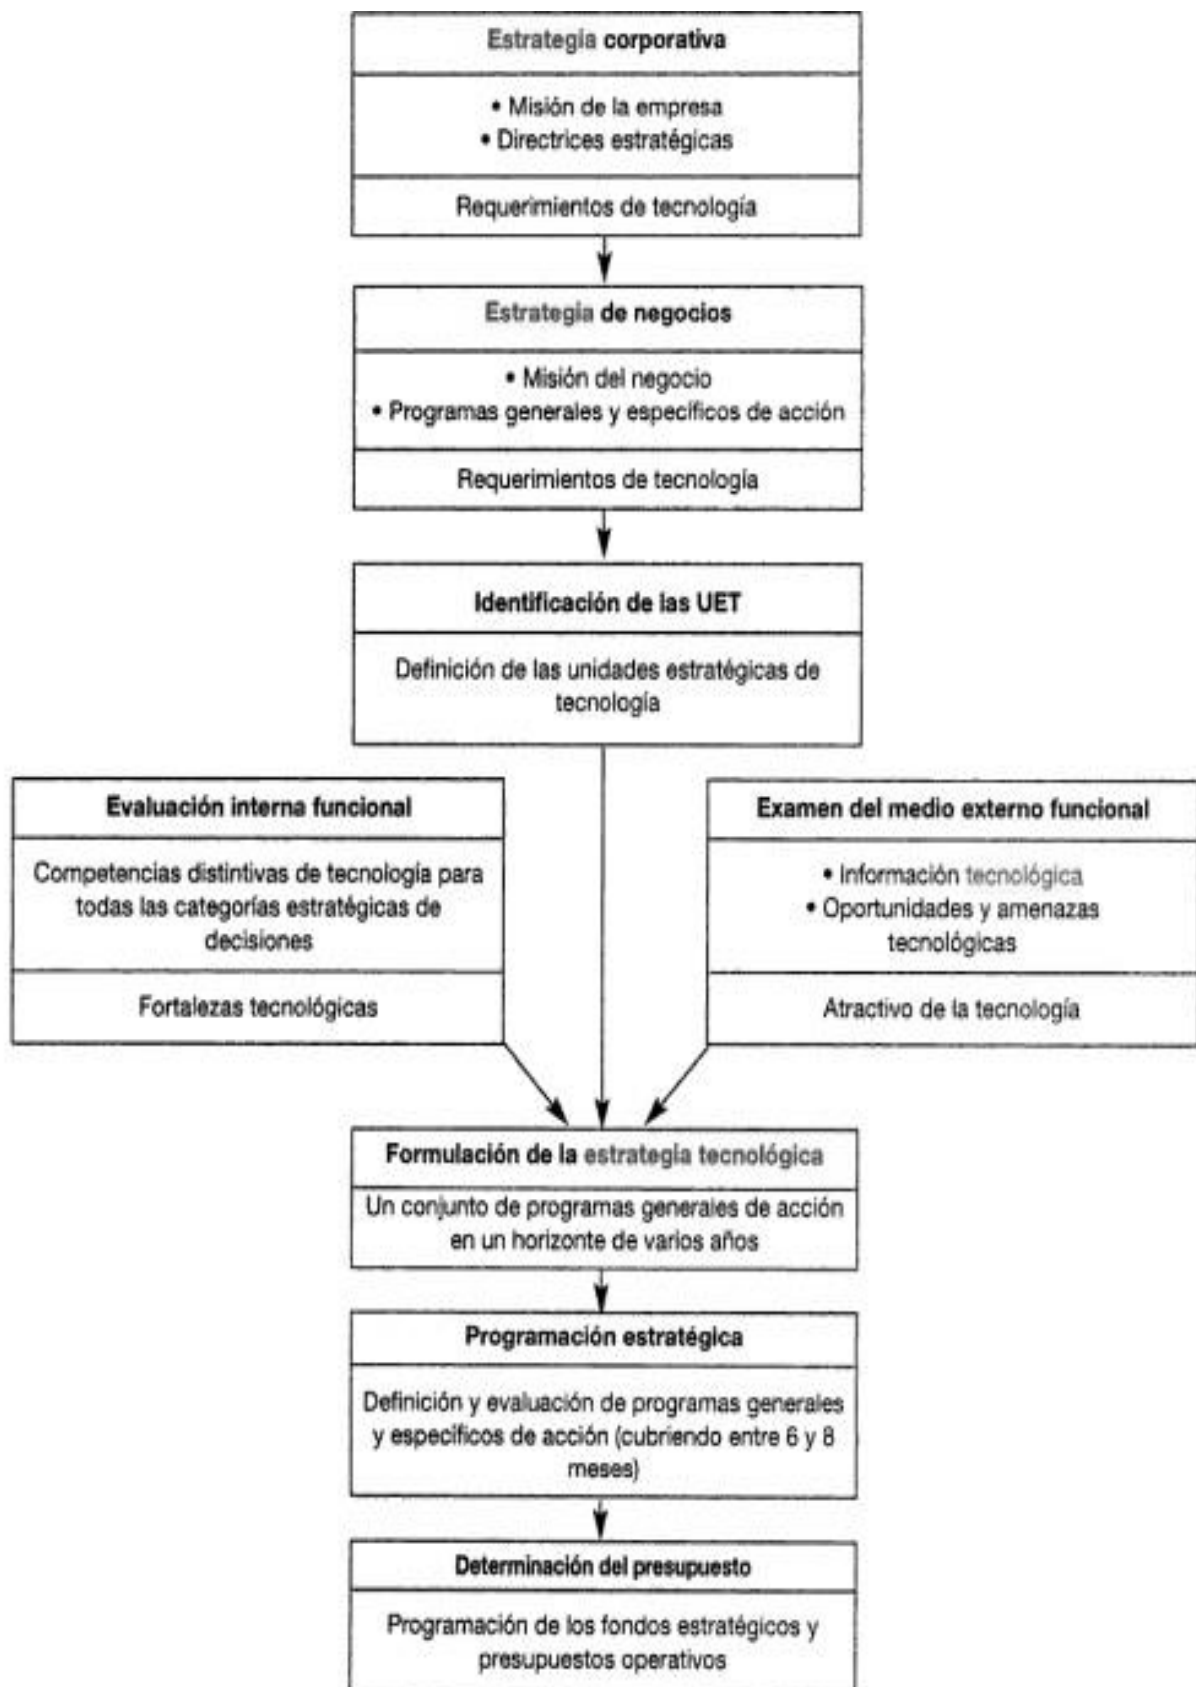 Estrategia corporativa
• Misión de la empresa
• Directrices estratégicas
Requerimientos de tecnología
Estrategia de negocios
• Misión del negocio
• Programas generales y específicos de acción
Requerimientos de tecnología
Identificación de las UET
Definición de las unidades estratégicas de
tecnología
Evaluación interna funcional
Competencias distintivas de tecnología para
todas las categorías estratégicas de
decisiones
Fortalezas tecnológicas
Examen del medio externo funcional
• Información tecnológica
• Oportunidades y amenazas
tecnológicas
Atractivo de la tecnología
Formulación de la estrategia tecnológica
Un conjunto de programas generales de acción
en un horizonte de varios años
Programación estratégica
Definición y evaluación de programas generales
y específicos de acción (cubriendo entre 6 y 8
meses)
Determinación del presupuesto
Programación de los fondos estratégicos y
presupuestos operativos